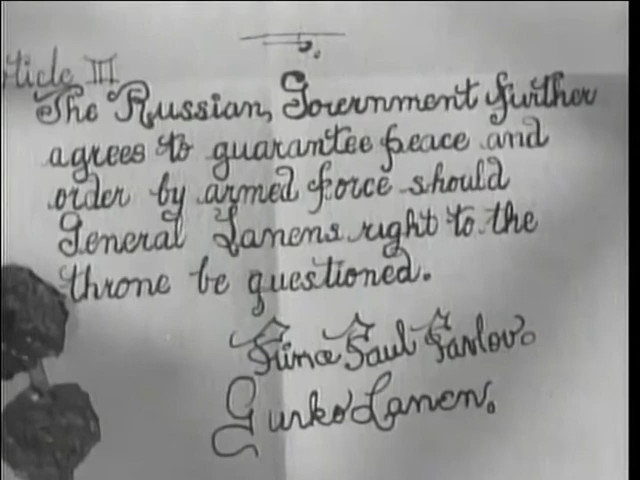 ticle III
The Russian Government further
agrees to guarantee peace and
order by armed force should
General Lanens right to the
throne be questioned.
Prince Paul Pavlov.
Gurko Lanen.